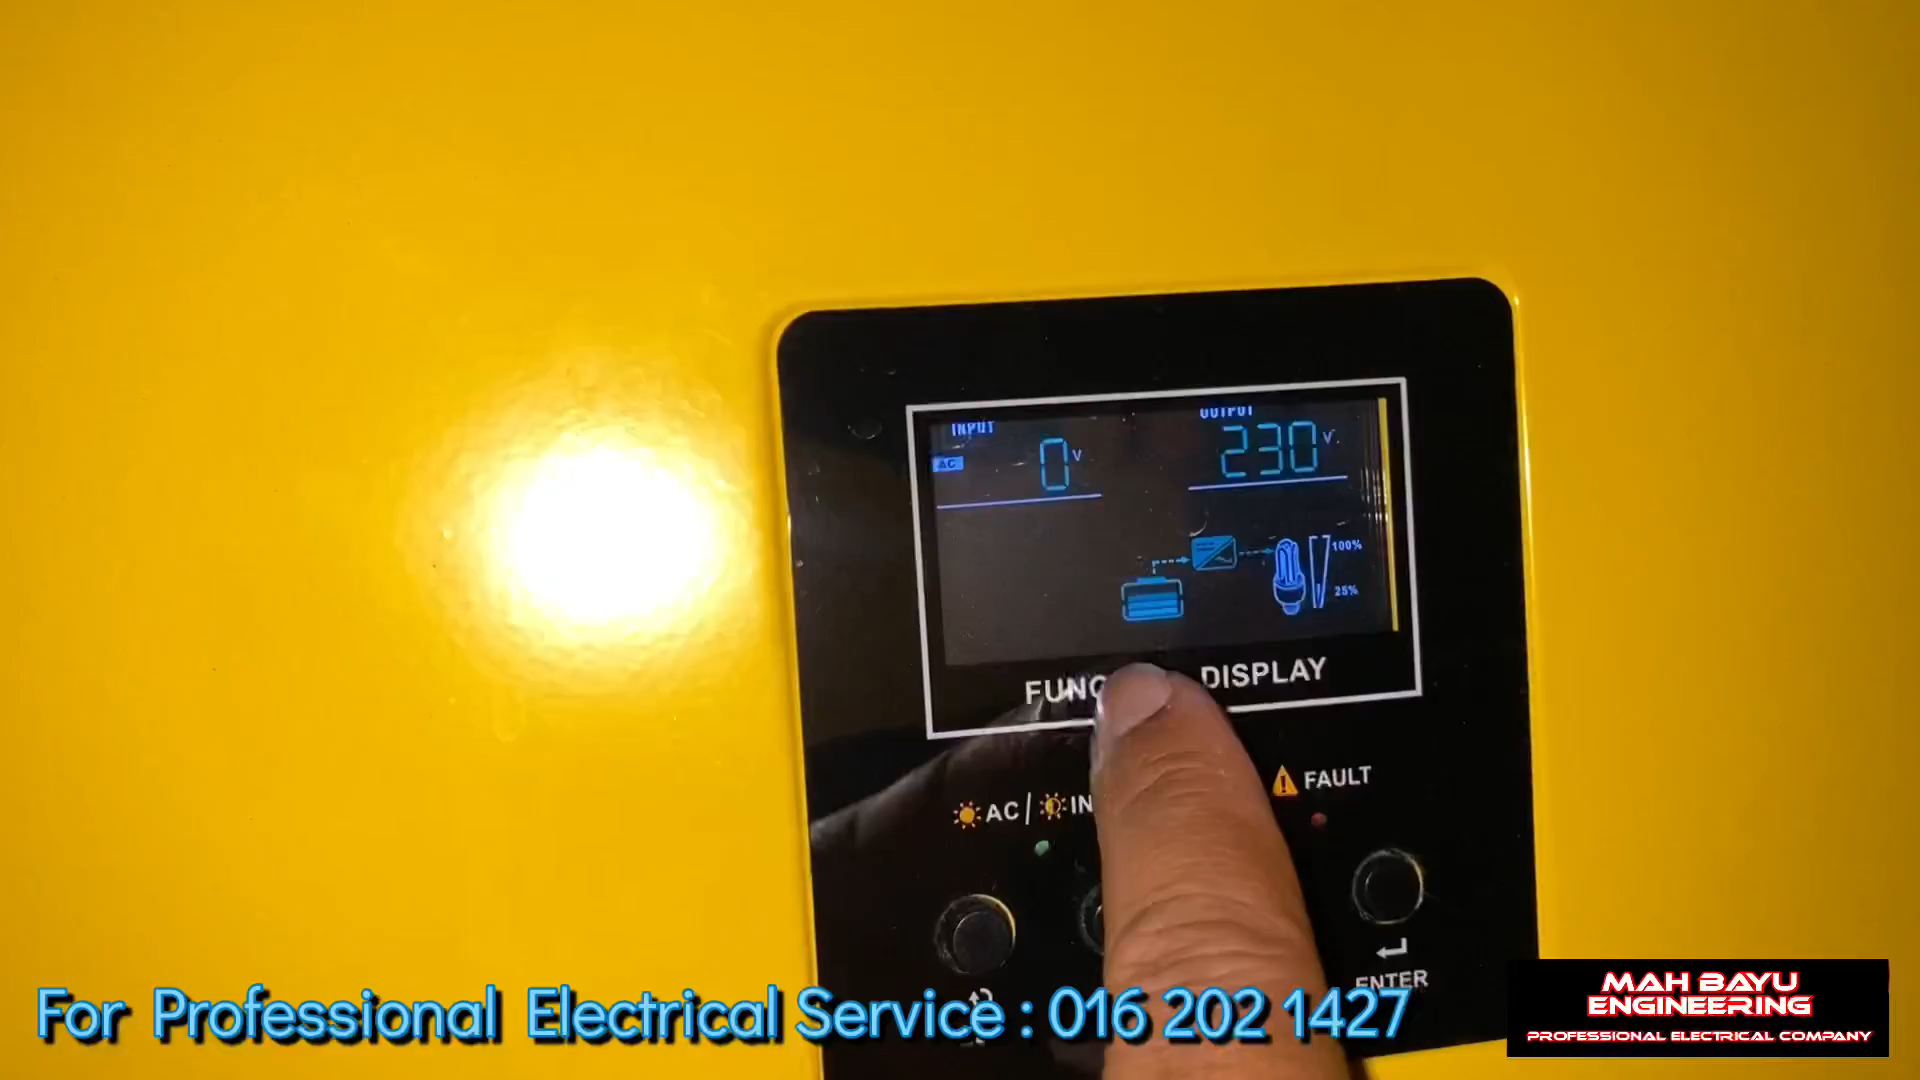 INPUT
OUTPUT
AC
0 V
230 V
100%
25%
FUNC DISPLAY
AC / IN
FAULT
ENTER
For Professional Electrical Service : 016 202 1427
MAH BAYU
ENGINEERING
PROFESSIONAL ELECTRICAL COMPANY